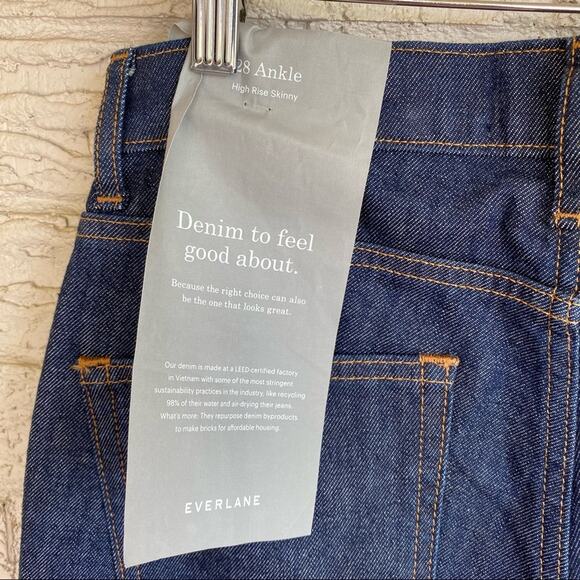 28 Ankle
High Rise Skinny
Denim to feel
good about.
Because the right choice can also
be the one that looks great.
Our denim is made at a LEED-certified factory
in Vietnam with some of the most stringent
sustainability practices in the industry, like recycling
98% of their water and air-drying their jeans.
What's more: They repurpose denim byproducts
to make bricks for affordable housing.
EVERLANE